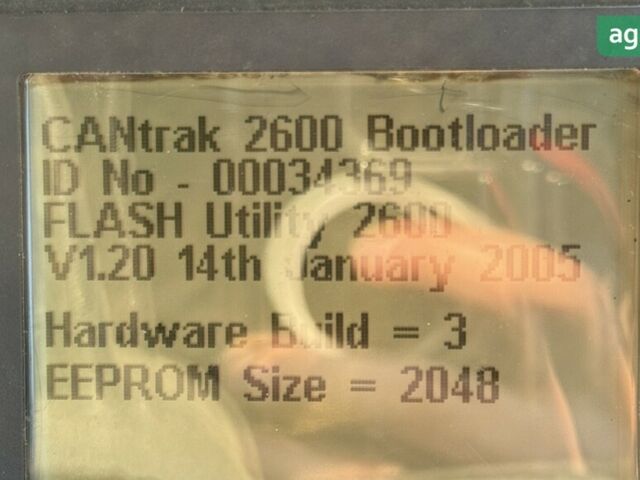 ag
CANtrak 2600 Bootloader
ID No - 00034369
FLASH Utility 2600
V1.20 14th January 2005
Hardware Build = 3
EEPROM Size = 2048